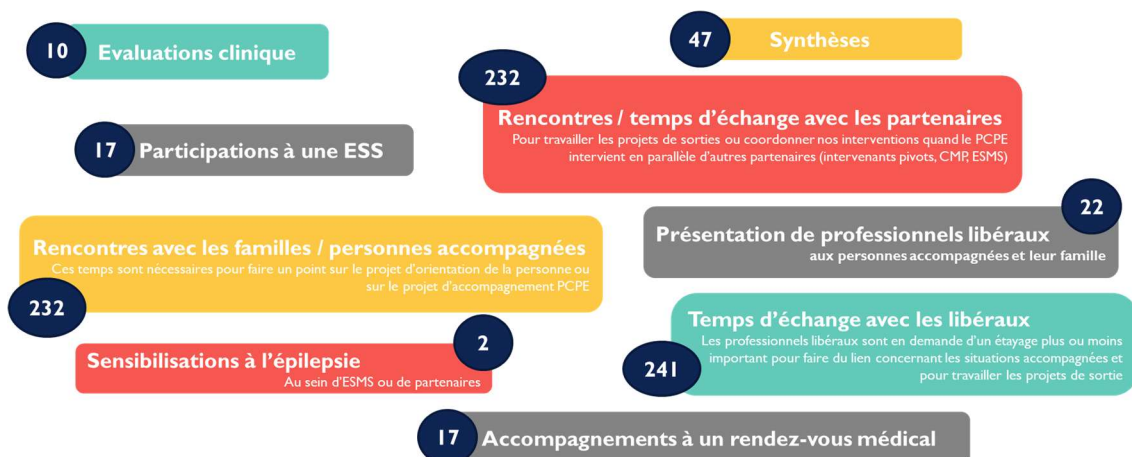 10
Evaluations clinique
47
Synthèses
232
Rencontres / temps d'échange avec les partenaires
Pour travailler les projets de sorties ou coordonner nos interventions quand le PCPE
intervient en parallèle d'autres partenaires (intervenants pivots, CMP, ESMS)
17
Participations à une ESS
22
Présentation de professionnels libéraux
aux personnes accompagnées et leur famille
Rencontres avec les familles / personnes accompagnées
Ces temps sont nécessaires pour faire un point sur le projet d'orientation de la personne ou
sur le projet d'accompagnement PCPE
232
Temps d'échange avec les libéraux
Les professionnels libéraux sont en demande d'un étayage plus ou moins
important pour faire du lien concernant les situations accompagnées et
pour travailler les projets de sortie
241
2
Sensibilisations à l'épilepsie
Au sein d'ESMS ou de partenaires
17
Accompagnements à un rendez-vous médical